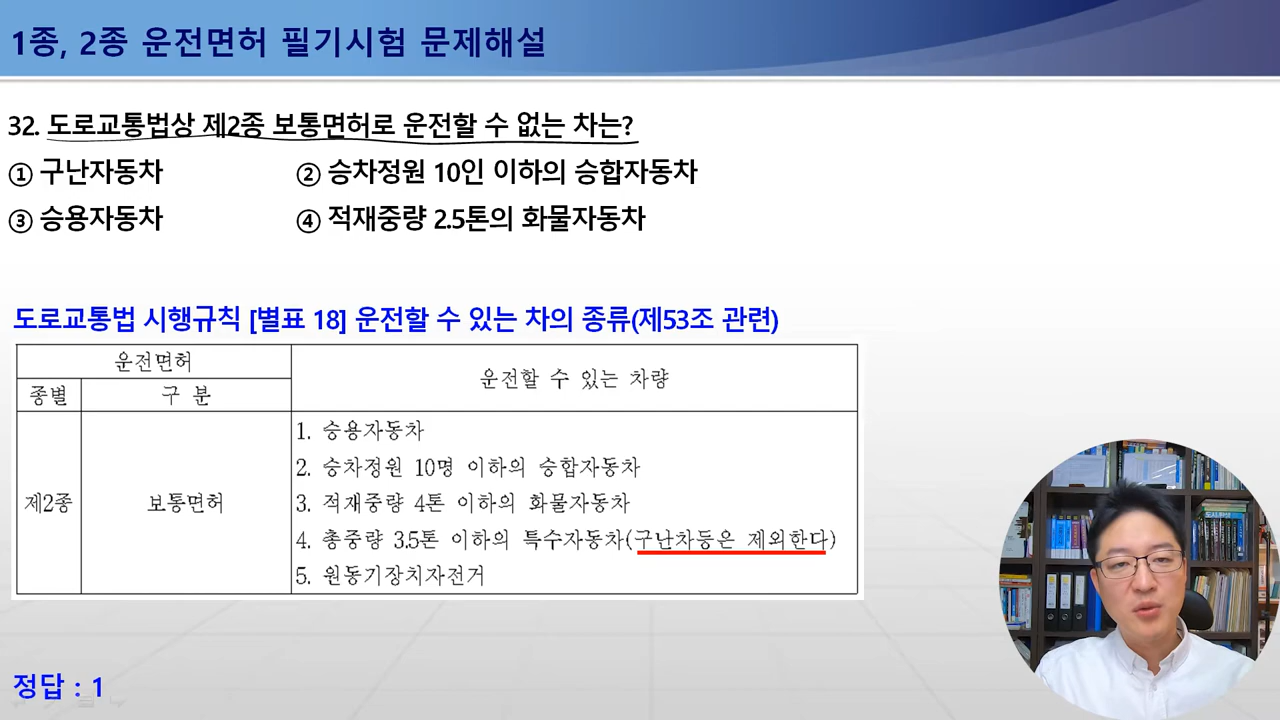 1종, 2종 운전면허 필기시험 문제해설
32. 도로교통법상 제2종 보통면허로 운전할 수 없는 차는?
① 구난자동차 ② 승차정원 10인 이하의 승합자동차
③ 승용자동차 ④ 적재중량 2.5톤의 화물자동차
도로교통법 시행규칙 [별표 18] 운전할 수 있는 차의 종류(제53조 관련)
운전면허
운전할 수 있는 차량
종별 구 분
제2종 보통면허
1. 승용자동차
2. 승차정원 10명 이하의 승합자동차
3. 적재중량 4톤 이하의 화물자동차
4. 총중량 3.5톤 이하의 특수자동차(구난차등은 제외한다)
5. 원동기장치자전거
정답 : 1